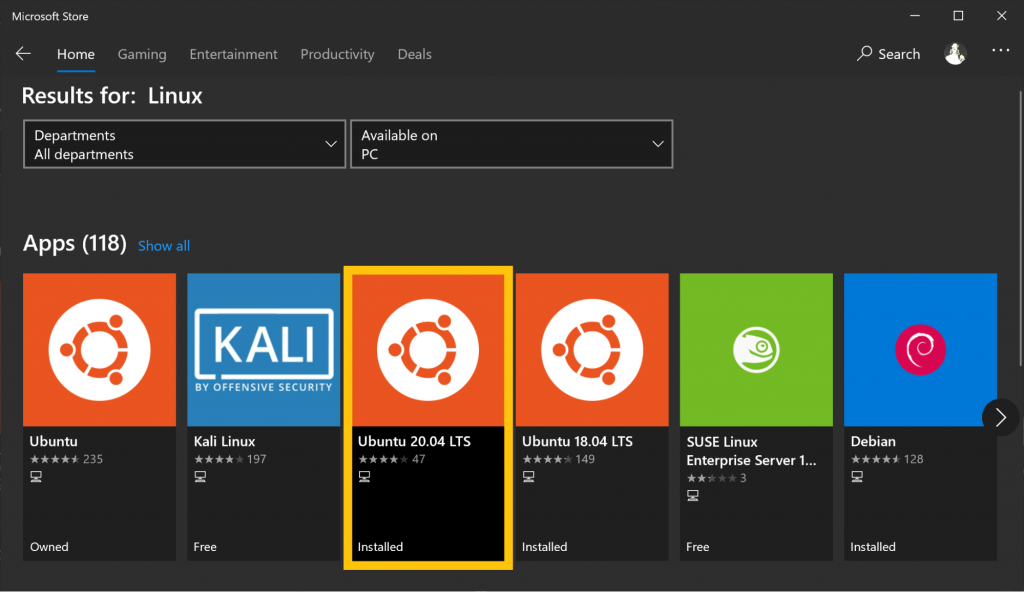 Microsoft Store
Home Gaming Entertainment Productivity Deals Search
Results for: Linux
Departments
All departments
Available on
PC
Apps (118) Show all
KALI
BY OFFENSIVE SECURITY
Ubuntu
235
Owned
Kali Linux
197
Free
Ubuntu 20.04 LTS
47
Installed
Ubuntu 18.04 LTS
149
Installed
SUSE Linux
Enterprise Server 1...
3
Free
Debian
128
Installed